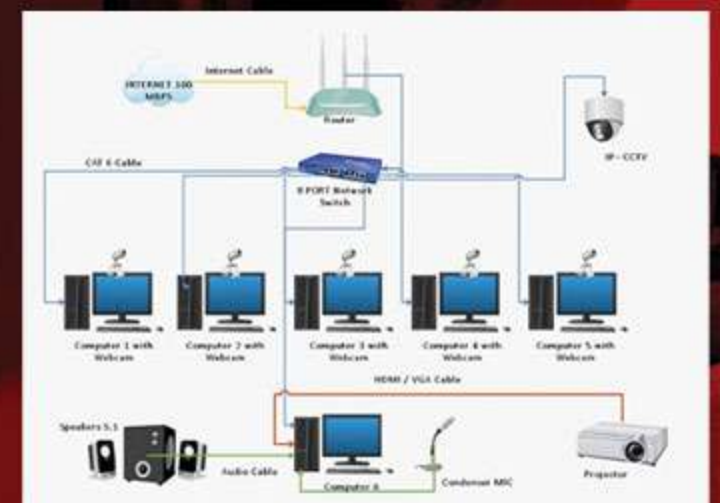 Internet Cable
INTERNET 100
MBPS
Router
IP - CCTV
CAT 6 Cable
8 PORT Network
Switch
Computer 1 with
Webcam
Computer 2 with
Webcam
Computer 3 with
Webcam
Computer 4 with
Webcam
Computer 5 with
Webcam
HDMI / VGA Cable
Speakers 5.1
Audio Cable
Computer 6
Condenser MIC
Projector